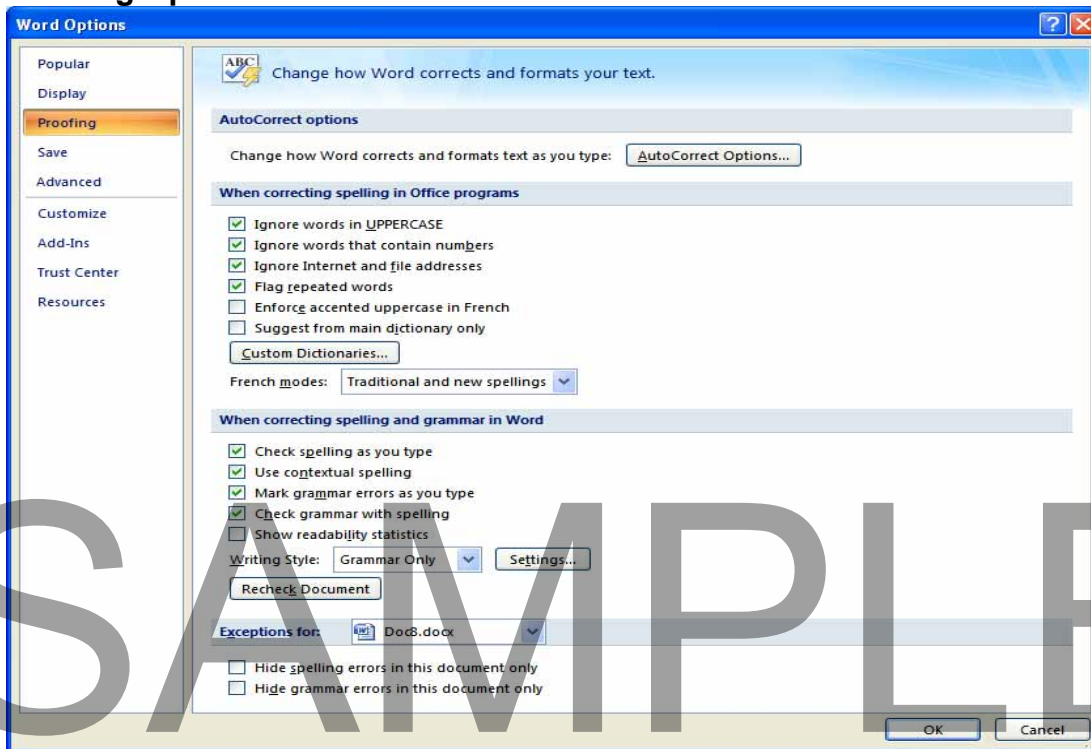 Word Options
Popular
Display
Proofing
Save
Advanced
Customize
Add-Ins
Trust Center
Resources
ABC
Change how Word corrects and formats your text.
AutoCorrect options
Change how Word corrects and formats text as you type: AutoCorrect Options...
When correcting spelling in Office programs
Ignore words in UPPERCASE
Ignore words that contain numbers
Ignore Internet and file addresses
Flag repeated words
Enforce accented uppercase in French
Suggest from main dictionary only
Custom Dictionaries...
French modes: Traditional and new spellings
When correcting spelling and grammar in Word
Check spelling as you type
Use contextual spelling
Mark grammar errors as you type
Check grammar with spelling
Show readability statistics
Writing Style: Grammar Only Settings...
Recheck Document
Exceptions for: Doc8.docx
Hide spelling errors in this document only
Hide grammar errors in this document only
OK Cancel
SAMPLE